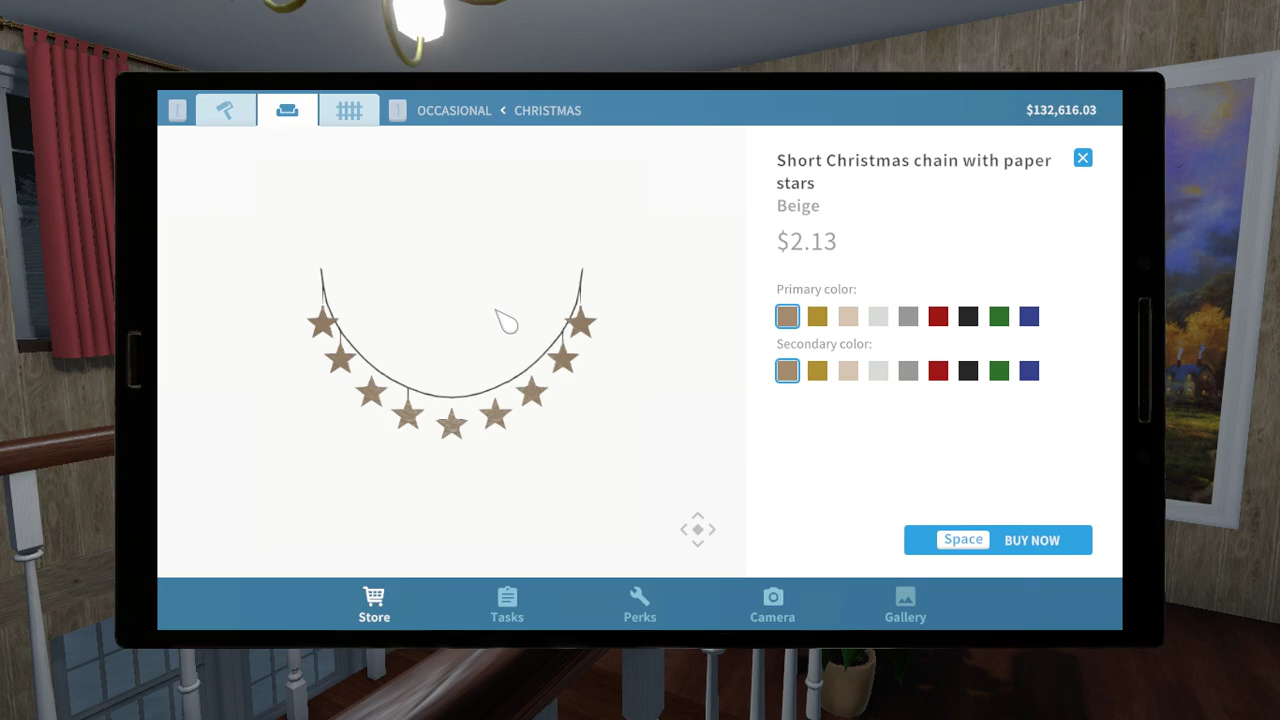 OCCASIONAL < CHRISTMAS
$132,616.03
Short Christmas chain with paper
stars
Beige
$2.13
Primary color:
Secondary color:
Space BUY NOW
Store
Tasks
Perks
Camera
Gallery